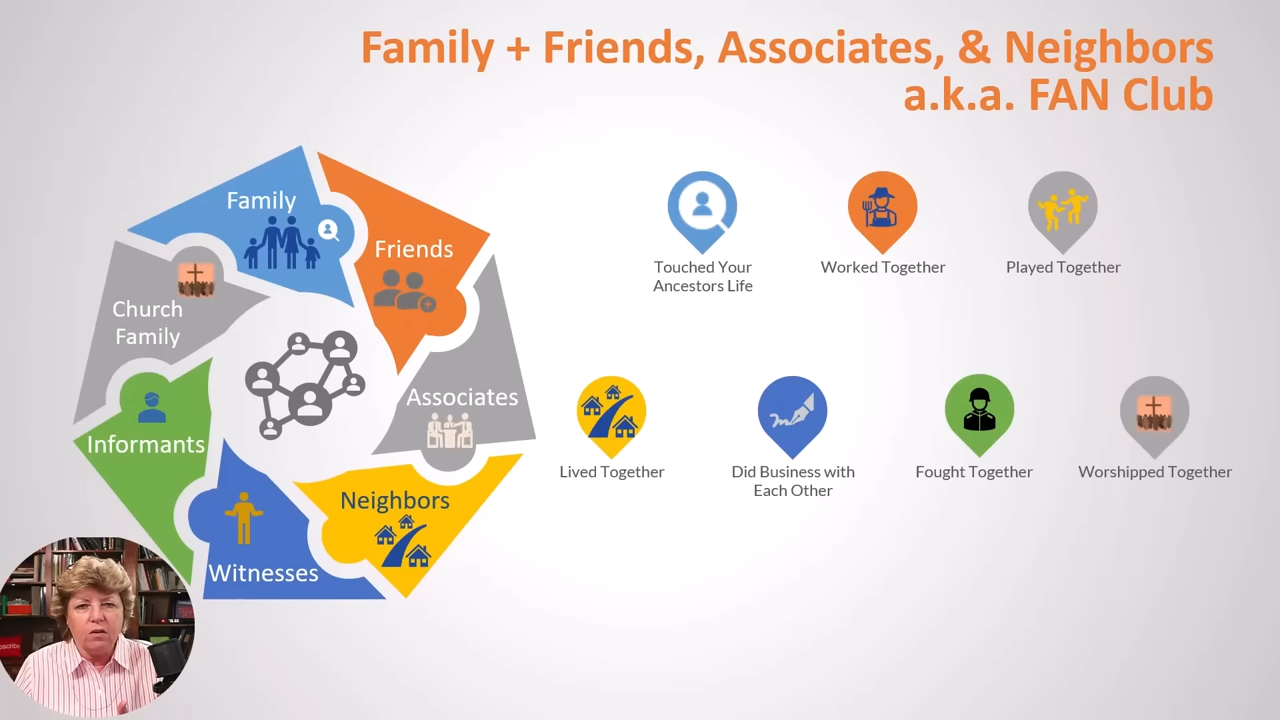 Family + Friends, Associates, & Neighbors
a.k.a. FAN Club
Family
Friends
Associates
Neighbors
Witnesses
Informants
Church
Family
Touched Your
Ancestors Life
Worked Together
Played Together
Lived Together
Did Business with
Each Other
Fought Together
Worshipped Together